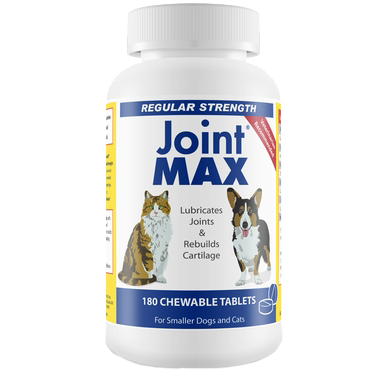 REGULAR STRENGTH
Joint®
MAX
Lubricates
Joints
&
Rebuilds
Cartilage
180 CHEWABLE TABLETS
For Smaller Dogs and Cats